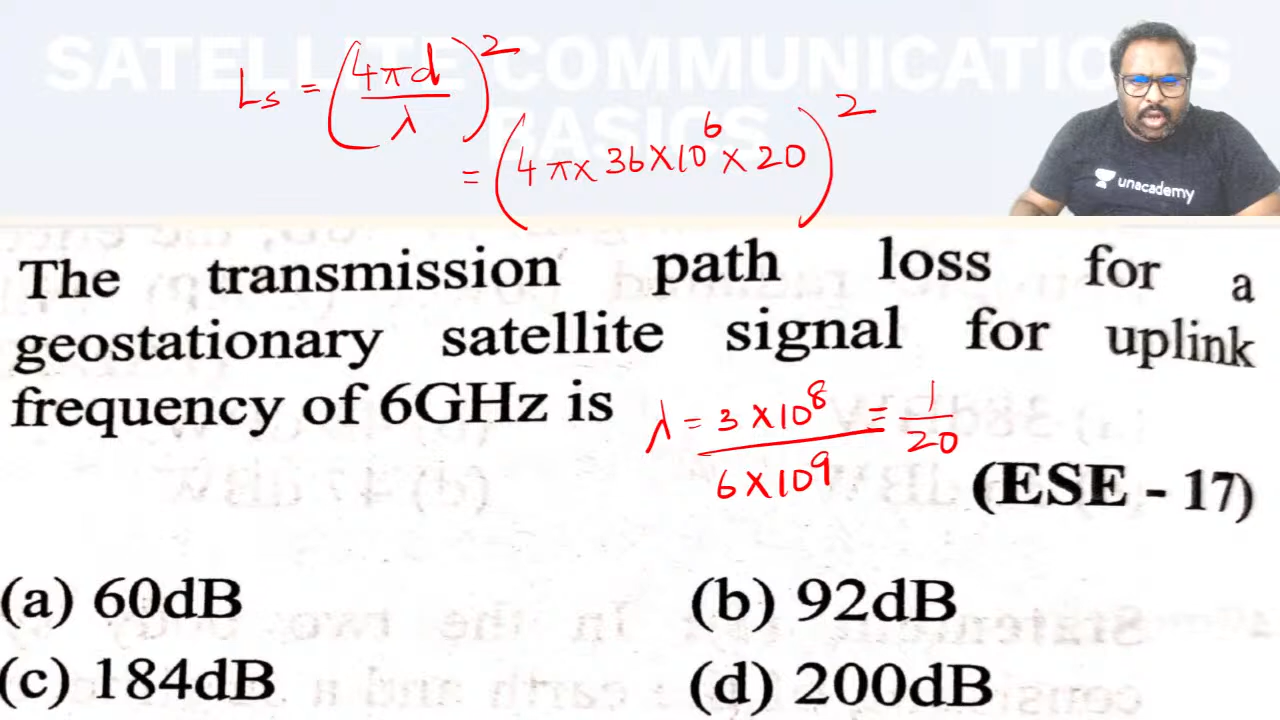 SATELLITE COMMUNICATIONS
BASICS
Ls = (4πd/λ)²
= (4π× 36×10⁶ × 20)²
unacademy
The transmission path loss for a
geostationary satellite signal for uplink
frequency of 6GHz is
λ = 3×10⁸/6×10⁹ = 1/20
(ESE - 17)
(a) 60dB (b) 92dB
(c) 184dB (d) 200dB